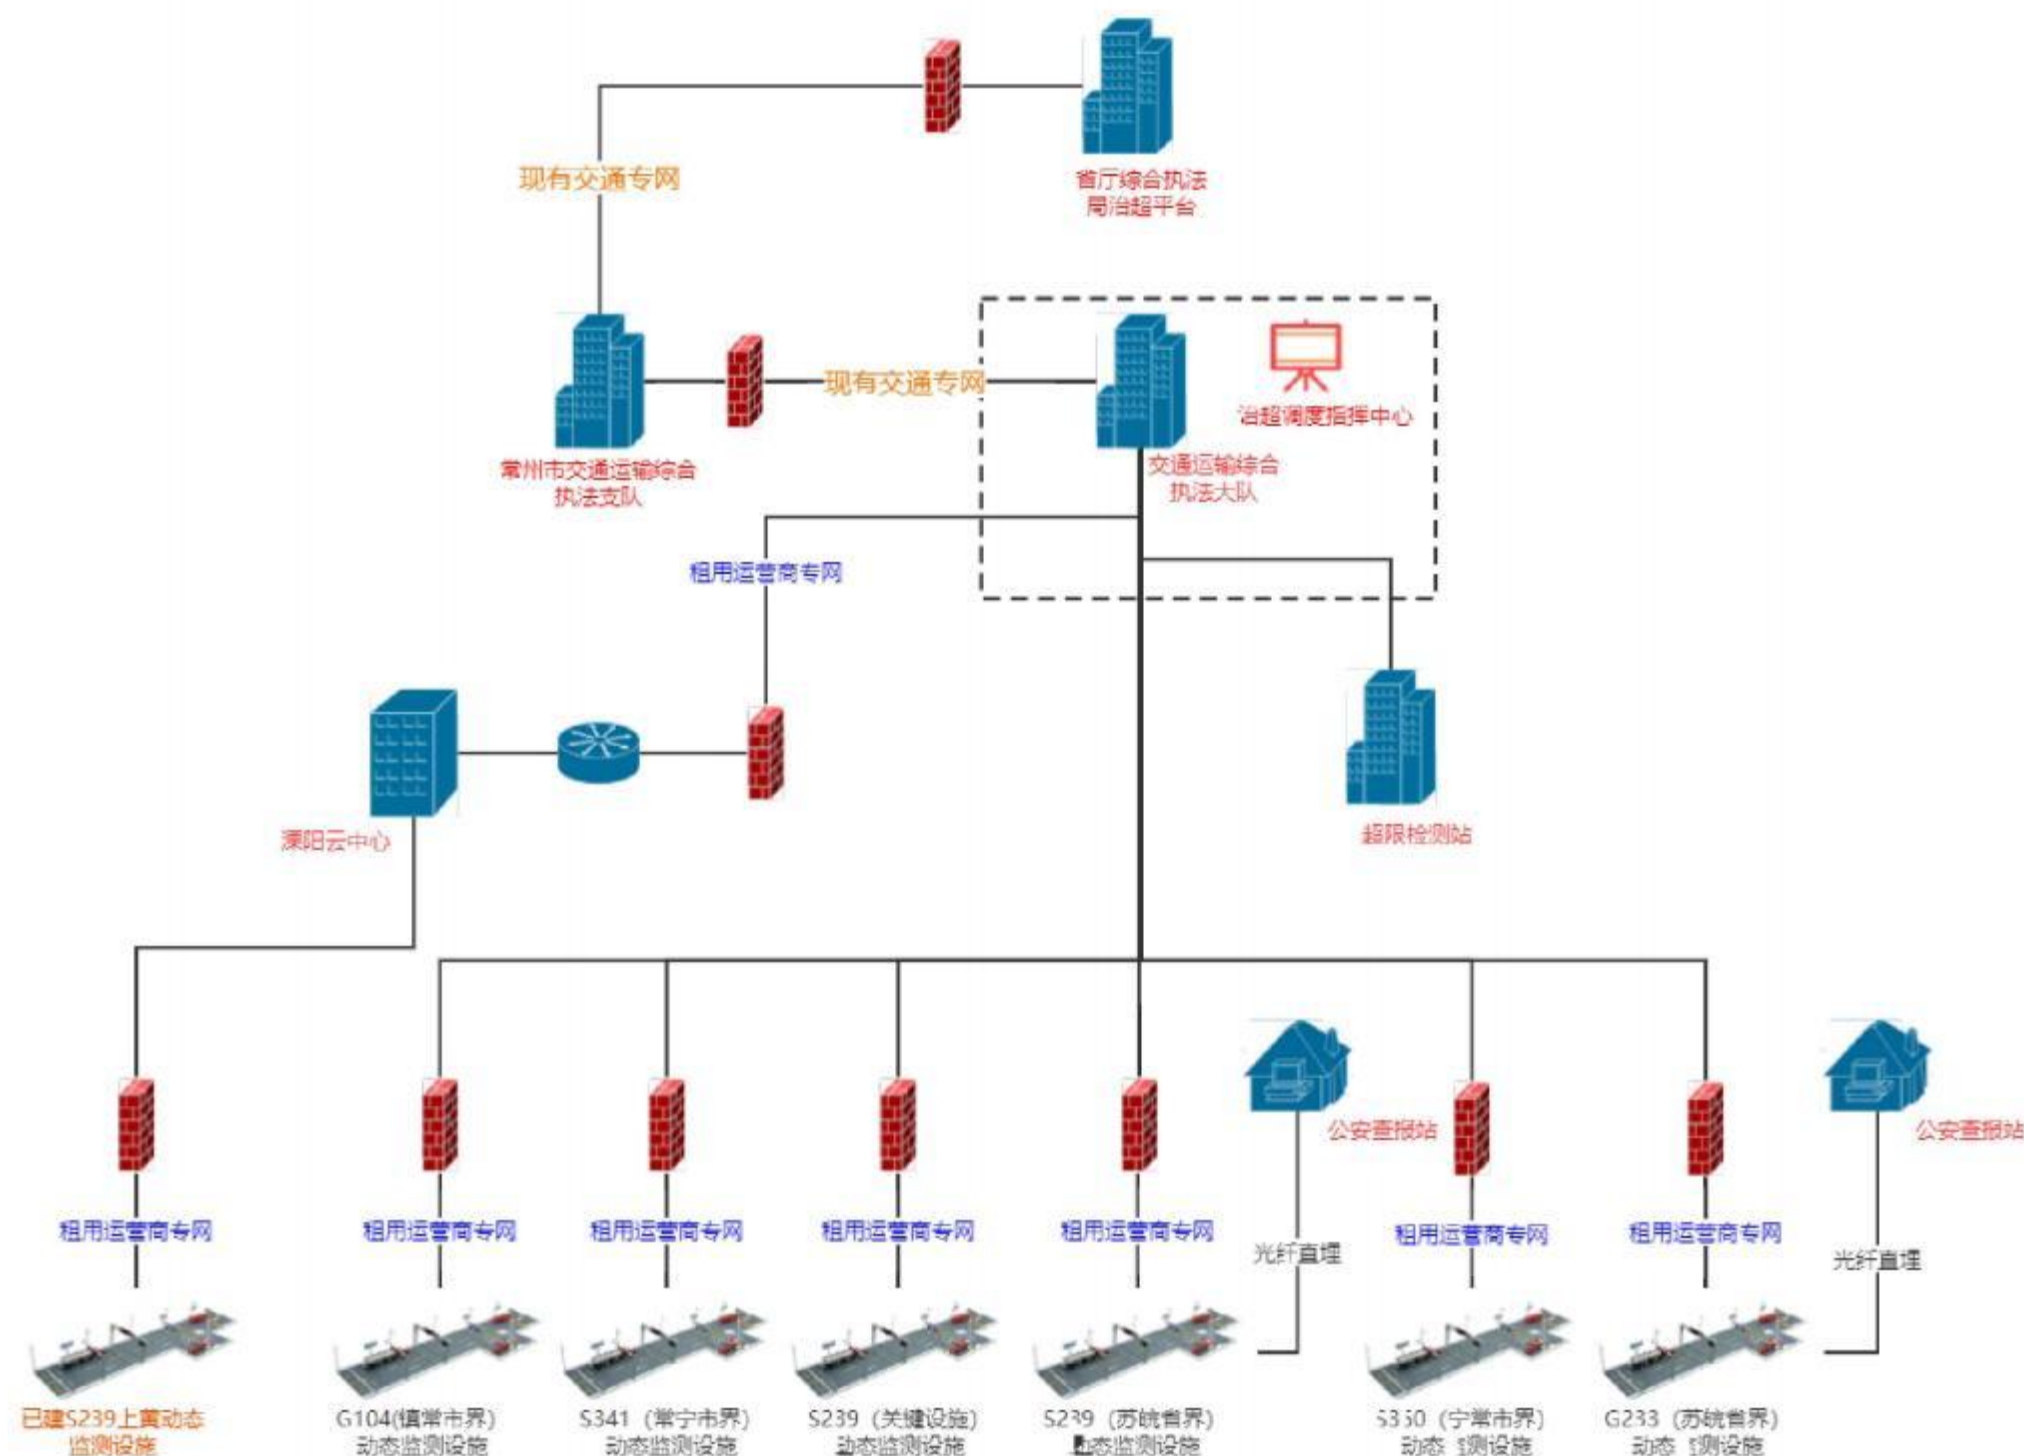 现有交通专网
省厅综合执法
局治超平台
现有交通专网
治超调度指挥中心
常州市交通运输综合
执法支队
交通运输综合
执法大队
租用运营商专网
溧阳云中心
超限检测站
公安查报站
公安查报站
租用运营商专网
租用运营商专网
租用运营商专网
租用运营商专网
租用运营商专网
租用运营商专网
租用运营商专网
光纤直埋
光纤直埋
已建S239上黄动态
监测设施
G104(镇常市界)
动态监测设施
S341（常宁市界）
动态监测设施
S239（关键设施）
动态监测设施
S239（苏皖省界）
动态监测设施
（宁常市界）
动态监测设施
G233（苏皖省界）
动态监测设施